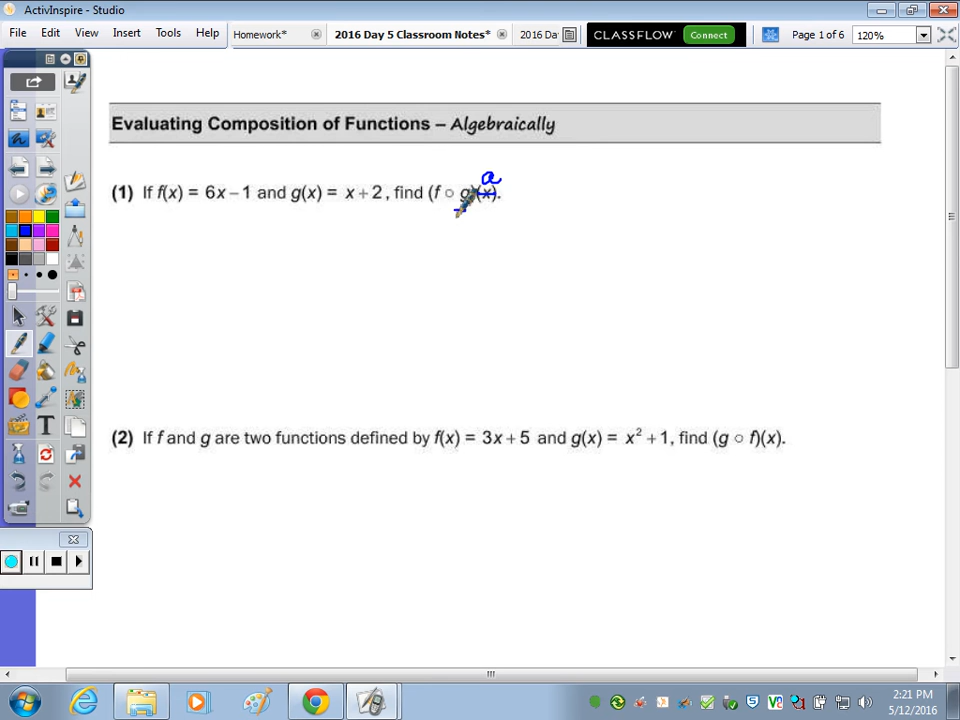 ActivInspire - Studio
File Edit View Insert Tools Help Homework* 2016 Day 5 Classroom Notes* 2016 Da CLASSFLOW Connect Page 1 of 6 120%
Evaluating Composition of Functions – Algebraically
a
(1) If f(x) = 6x − 1 and g(x) = x + 2, find (f ∘ g)(x).
(2) If f and g are two functions defined by f(x) = 3x + 5 and g(x) = x² + 1, find (g ∘ f)(x).
2:21 PM
5/12/2016